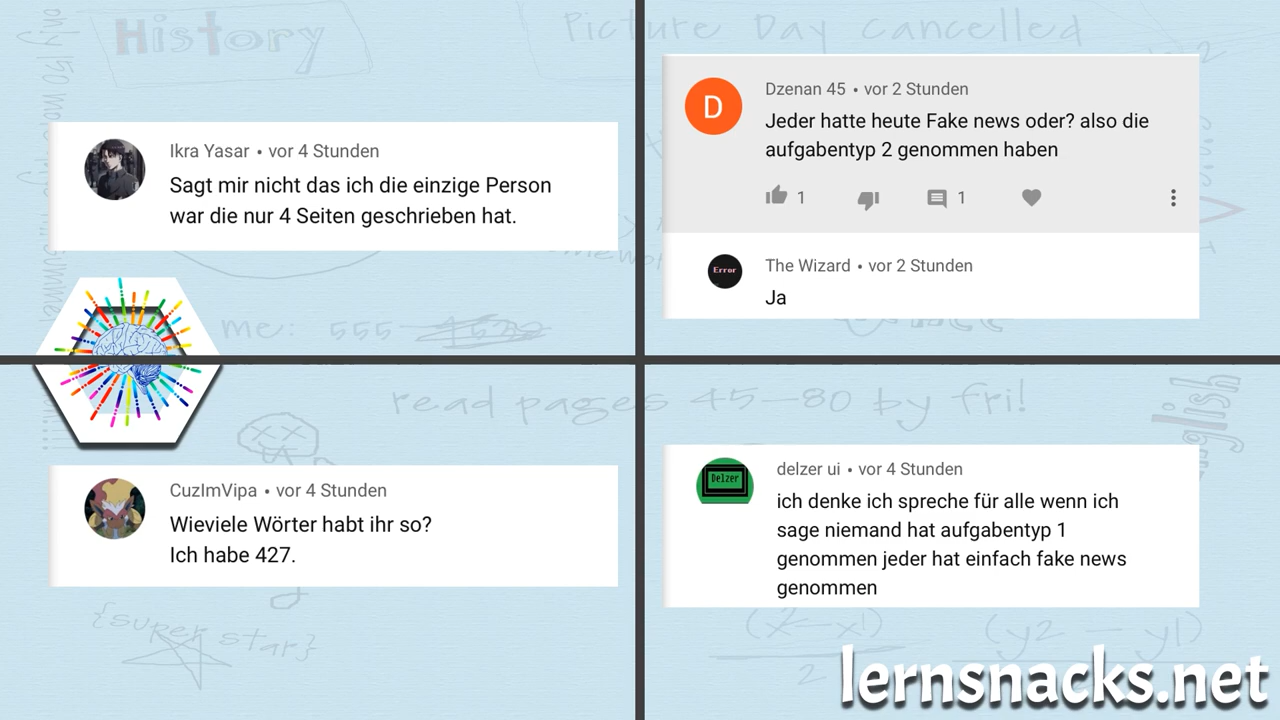 History
Picture Day cancelled
Ikra Yasar • vor 4 Stunden
Sagt mir nicht das ich die einzige Person
war die nur 4 Seiten geschrieben hat.
Dzenan 45 • vor 2 Stunden
D
Jeder hatte heute Fake news oder? also die
aufgabentyp 2 genommen haben
1
1
The Wizard • vor 2 Stunden
Error
Ja
me: 555-
read pages 45-80 by fri!
CuzImVipa • vor 4 Stunden
Wieviele Wörter habt ihr so?
Ich habe 427.
delzer ui • vor 4 Stunden
Delzer
ich denke ich spreche für alle wenn ich
sage niemand hat aufgabentyp 1
genommen jeder hat einfach fake news
genommen
{super star}
(y2 - y1)
2
lernsnacks.net